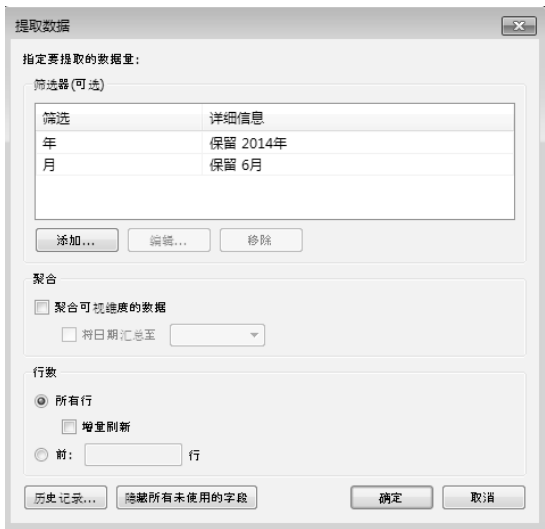 提取数据
指定要提取的数据量:
筛选器(可选)
筛选 详细信息
年 保留 2014年
月 保留 6月
添加... 编辑... 移除
聚合
聚合可视维度的数据
将日期汇总至
行数
所有行
增量刷新
前: 行
历史记录... 隐藏所有未使用的字段 确定 取消